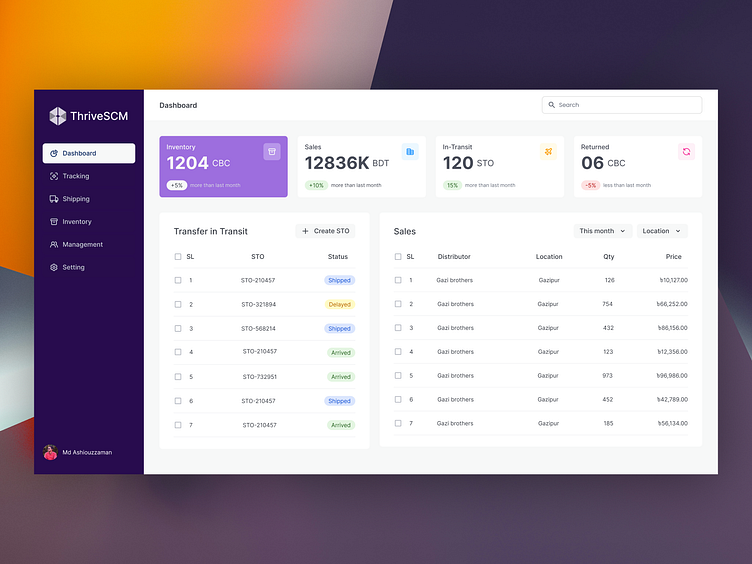 ThriveSCM
Dashboard
Tracking
Shipping
Inventory
Management
Setting
Md Ashiouzzaman
Dashboard
Search
Inventory
1204 CBC
+5% more than last month
Sales
12836K BDT
+10% more than last month
In-Transit
120 STO
15% more than last month
Returned
06 CBC
-5% less than last month
Transfer in Transit
+ Create STO
SL STO Status
1 STO-210457 Shipped
2 STO-321894 Delayed
3 STO-568214 Shipped
4 STO-210457 Arrived
5 STO-732951 Arrived
6 STO-210457 Shipped
7 STO-210457 Arrived
Sales
This month
Location
SL Distributor Location Qty Price
1 Gazi brothers Gazipur 126 ৳10,127.00
2 Gazi brothers Gazipur 754 ৳66,252.00
3 Gazi brothers Gazipur 432 ৳86,156.00
4 Gazi brothers Gazipur 123 ৳12,356.00
5 Gazi brothers Gazipur 973 ৳96,986.00
6 Gazi brothers Gazipur 452 ৳42,789.00
7 Gazi brothers Gazipur 185 ৳56,134.00